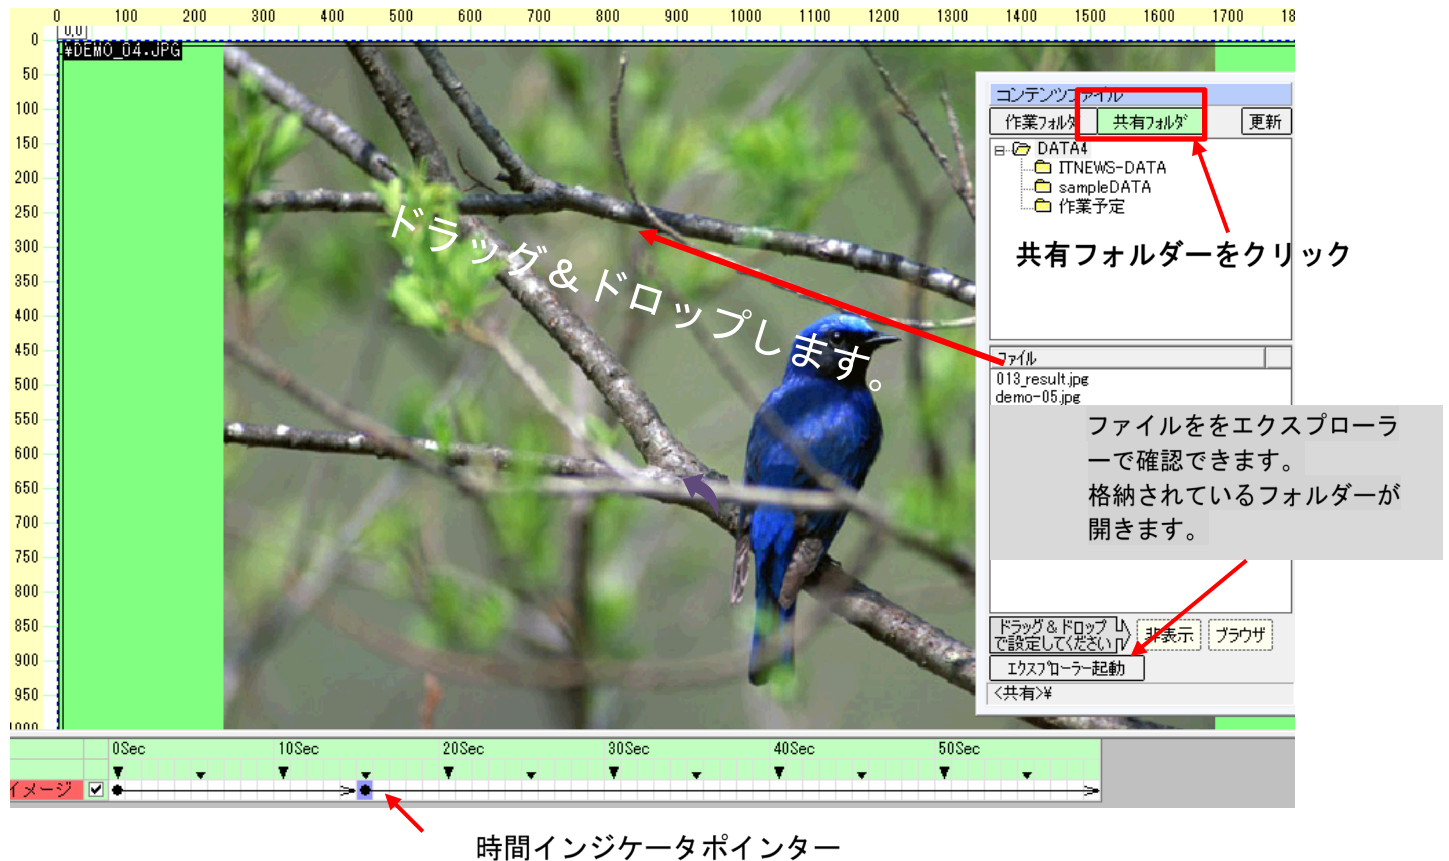 0 100 200 300 400 500 600 700 800 900 1000 1100 1200 1300 1400 1500 1600 1700 18
0,0
0
50
100
150
200
250
300
350
400
450
500
550
600
650
700
750
800
850
900
950
1000
¥DEMO_04.JPG
ドラッグ&ドロップします。
コンテンツファイル
作業フォルダ 共有フォルダ 更新
DATA4
ITNEWS-DATA
sampleDATA
作業予定
共有フォルダーをクリック
ファイル
013_result.jpg
demo-05.jpg
ファイルををエクスプローラ
ーで確認できます。
格納されているフォルダーが
開きます。
ドラッグ&ドロップ
で設定してください
非表示 ブラウザ
エクスプローラー起動
<共有>¥
0Sec 10Sec 20Sec 30Sec 40Sec 50Sec
イメージ
時間インジケータポインター